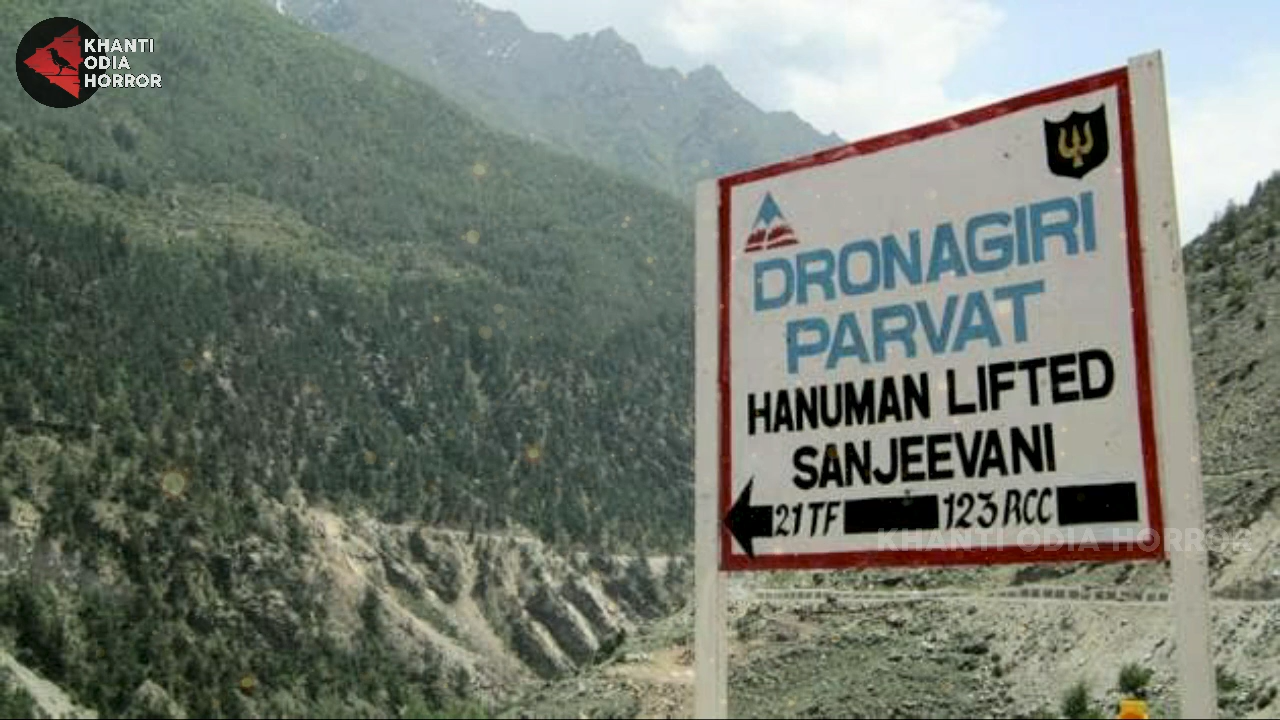 KHANTI
ODIA
HORROR
DRONAGIRI
PARVAT
HANUMAN LIFTED
SANJEEVANI
21 TF 123 RCC
KHANTI ODIA HORROR